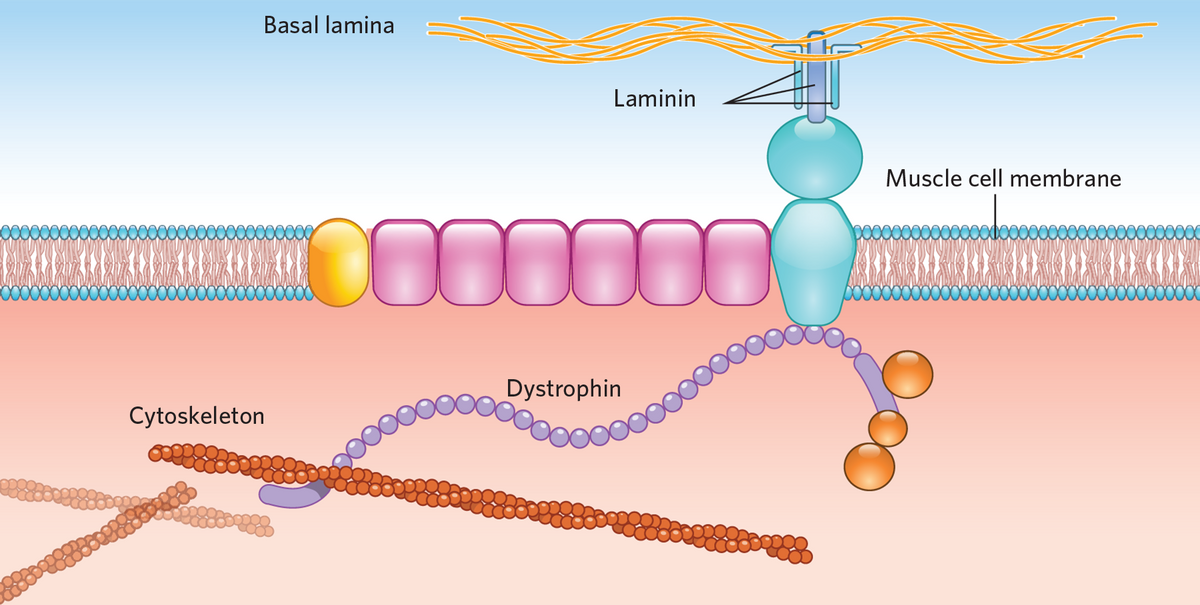 Basal lamina
Laminin
Muscle cell membrane
Dystrophin
Cytoskeleton